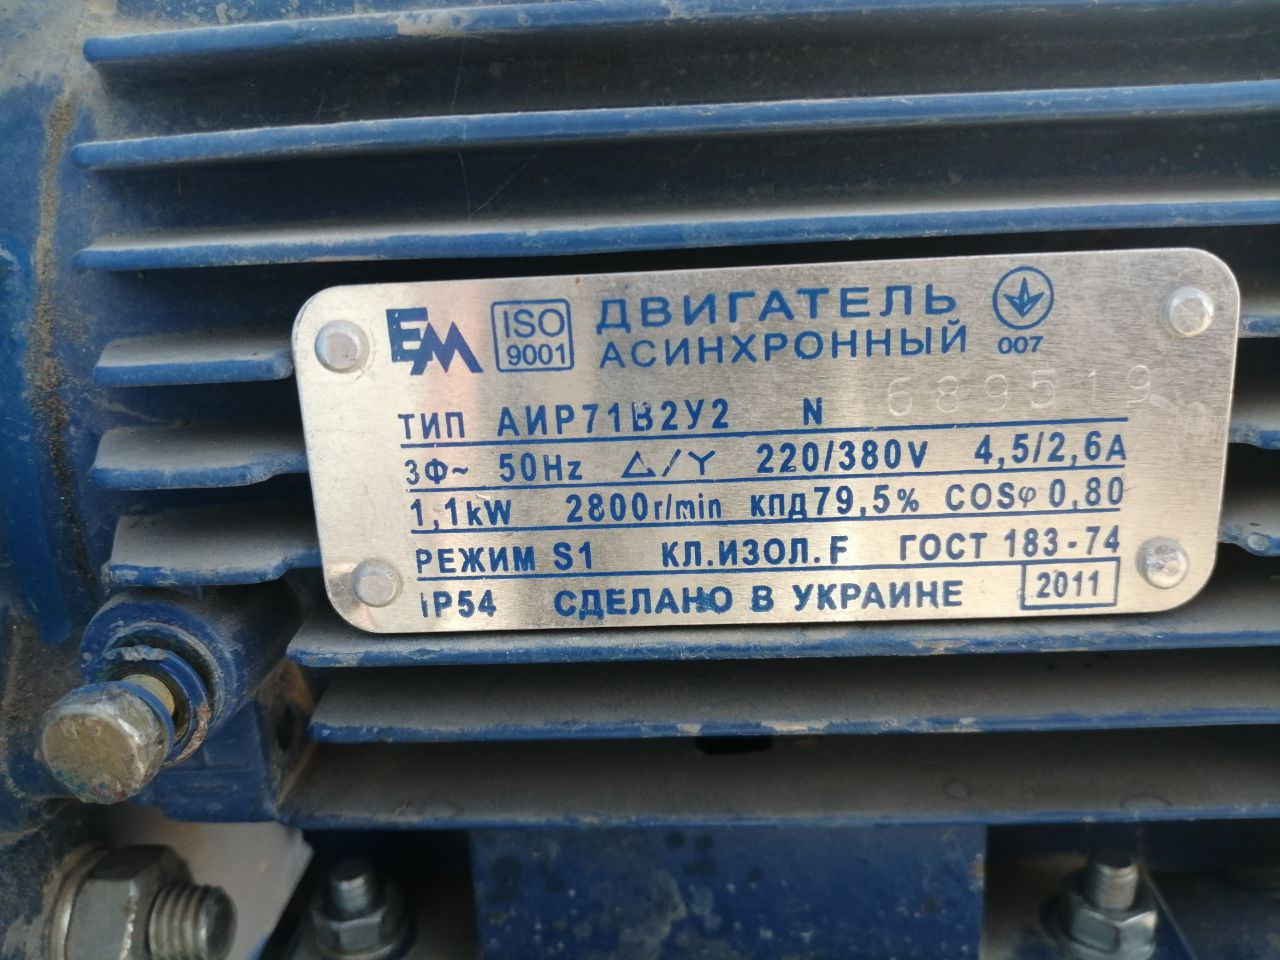 ЕМ ISO 9001 ДВИГАТЕЛЬ
АСИНХРОННЫЙ 007
ТИП АИР71В2У2 N 689519
3Ф~ 50Hz △/Y 220/380V 4,5/2,6A
1,1kW 2800r/min КПД79,5% COSφ 0,80
РЕЖИМ S1 КЛ.ИЗОЛ.F ГОСТ 183-74
IP54 СДЕЛАНО В УКРАИНЕ 2011